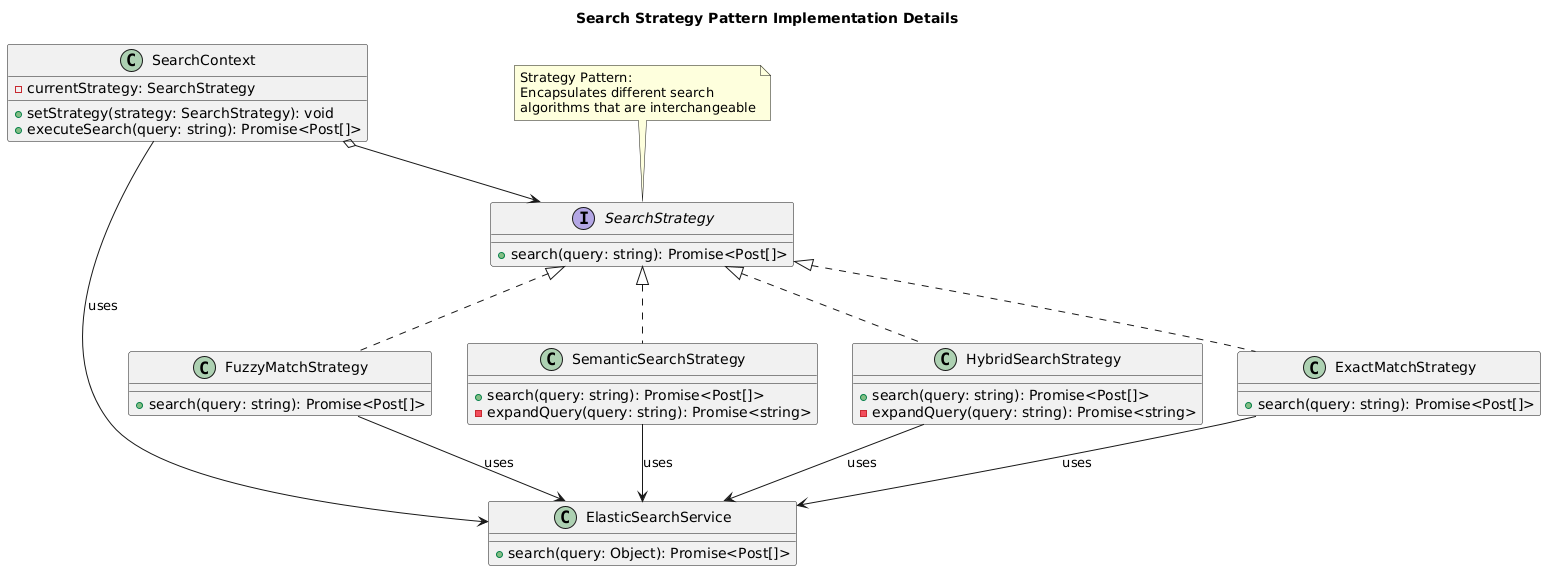 Search Strategy Pattern Implementation Details
C SearchContext
currentStrategy: SearchStrategy
setStrategy(strategy: SearchStrategy): void
executeSearch(query: string): Promise<Post[]>
Strategy Pattern:
Encapsulates different search
algorithms that are interchangeable
I SearchStrategy
search(query: string): Promise<Post[]>
uses
C FuzzyMatchStrategy
search(query: string): Promise<Post[]>
C SemanticSearchStrategy
search(query: string): Promise<Post[]>
expandQuery(query: string): Promise<string>
C HybridSearchStrategy
search(query: string): Promise<Post[]>
expandQuery(query: string): Promise<string>
C ExactMatchStrategy
search(query: string): Promise<Post[]>
uses
uses
uses
uses
C ElasticSearchService
search(query: Object): Promise<Post[]>